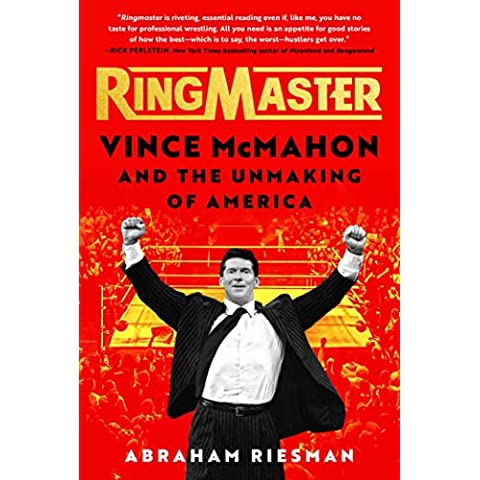 "Ringmaster is riveting, essential reading even if, like me, you have no
taste for professional wrestling. All you need is an appetite for good stories
of how the best—which is to say, the worst—hustlers get over."
—RICK PERLSTEIN, New York Times bestselling author of Nixonland and Reaganland
RINGMASTER
VINCE McMAHON
AND THE UNMAKING
OF AMERICA
ABRAHAM RIESMAN